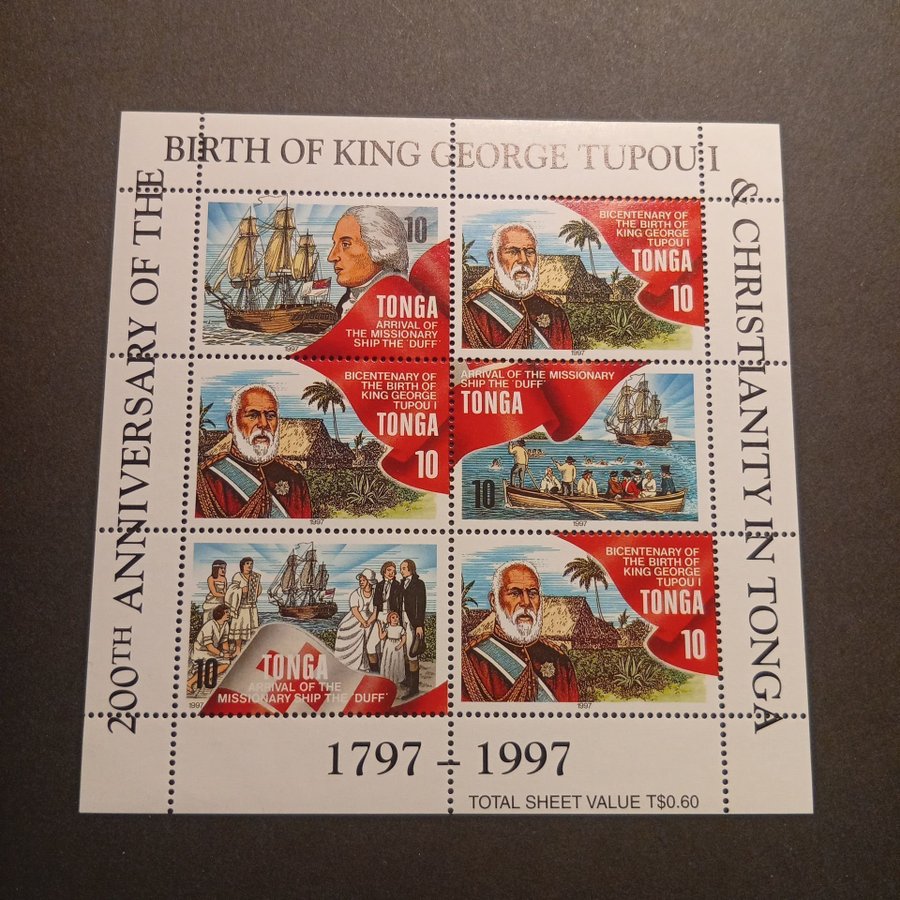 BIRTH OF KING GEORGE TUPOU I
200TH ANNIVERSARY OF THE
& CHRISTIANITY IN TONGA
10
TONGA
ARRIVAL OF
THE MISSIONARY
SHIP THE 'DUFF'
1997
BICENTENARY OF
THE BIRTH OF
KING GEORGE
TUPOU I
TONGA
10
1997
BICENTENARY OF
THE BIRTH OF
KING GEORGE
TUPOU I
TONGA
10
1997
ARRIVAL OF THE MISSIONARY
SHIP THE 'DUFF'
TONGA
10
1997
10
TONGA
ARRIVAL OF THE
MISSIONARY SHIP THE 'DUFF'
1997
BICENTENARY OF
THE BIRTH OF
KING GEORGE
TUPOU I
TONGA
10
1997
1797 – 1997
TOTAL SHEET VALUE T$0.60